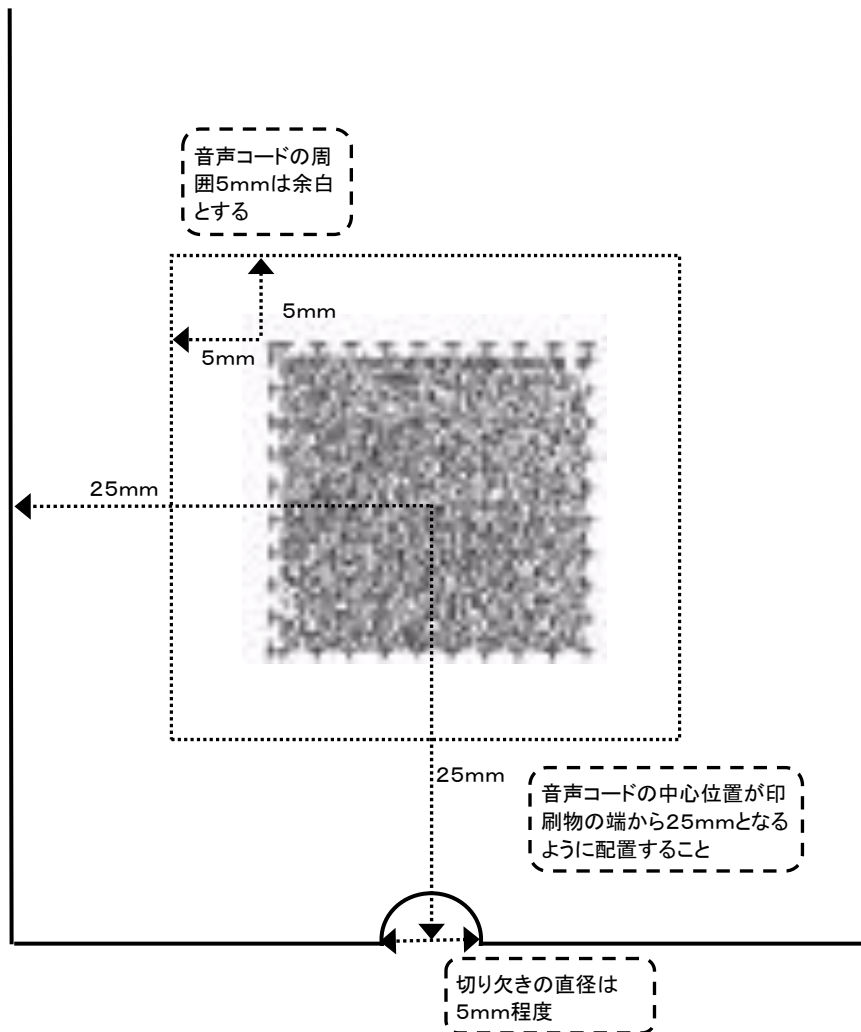 音声コードの周
囲5mmは余白
とする
5mm
5mm
25mm
25mm
音声コードの中心位置が印
刷物の端から25mmとなる
ように配置すること
切り欠きの直径は
5mm程度